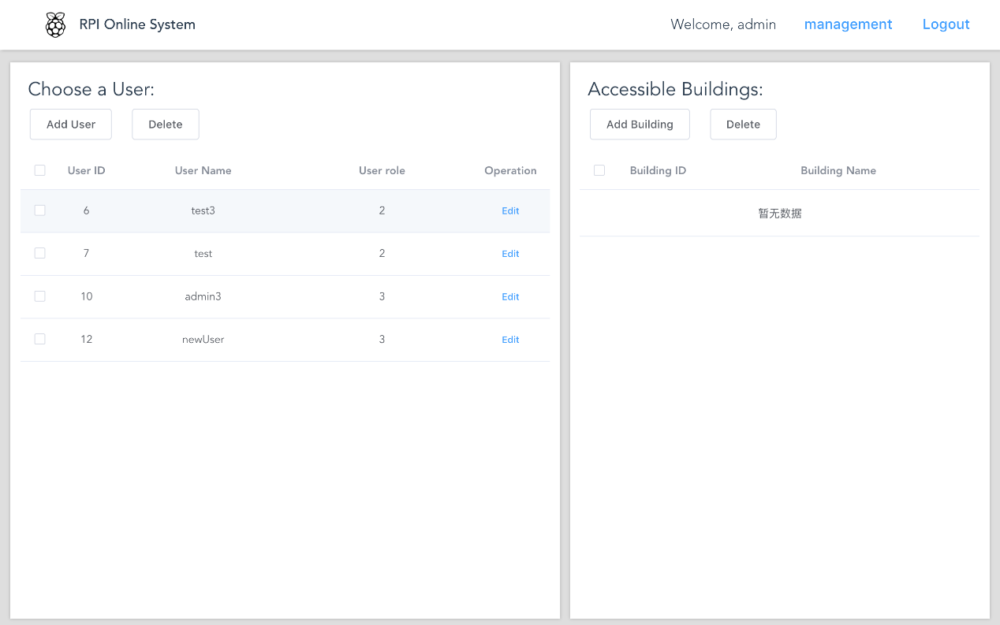 RPI Online System
Welcome, admin management Logout
Choose a User:
Add User Delete
User ID User Name User role Operation
6 test3 2 Edit
7 test 2 Edit
10 admin3 3 Edit
12 newUser 3 Edit
Accessible Buildings:
Add Building Delete
Building ID Building Name
暂无数据